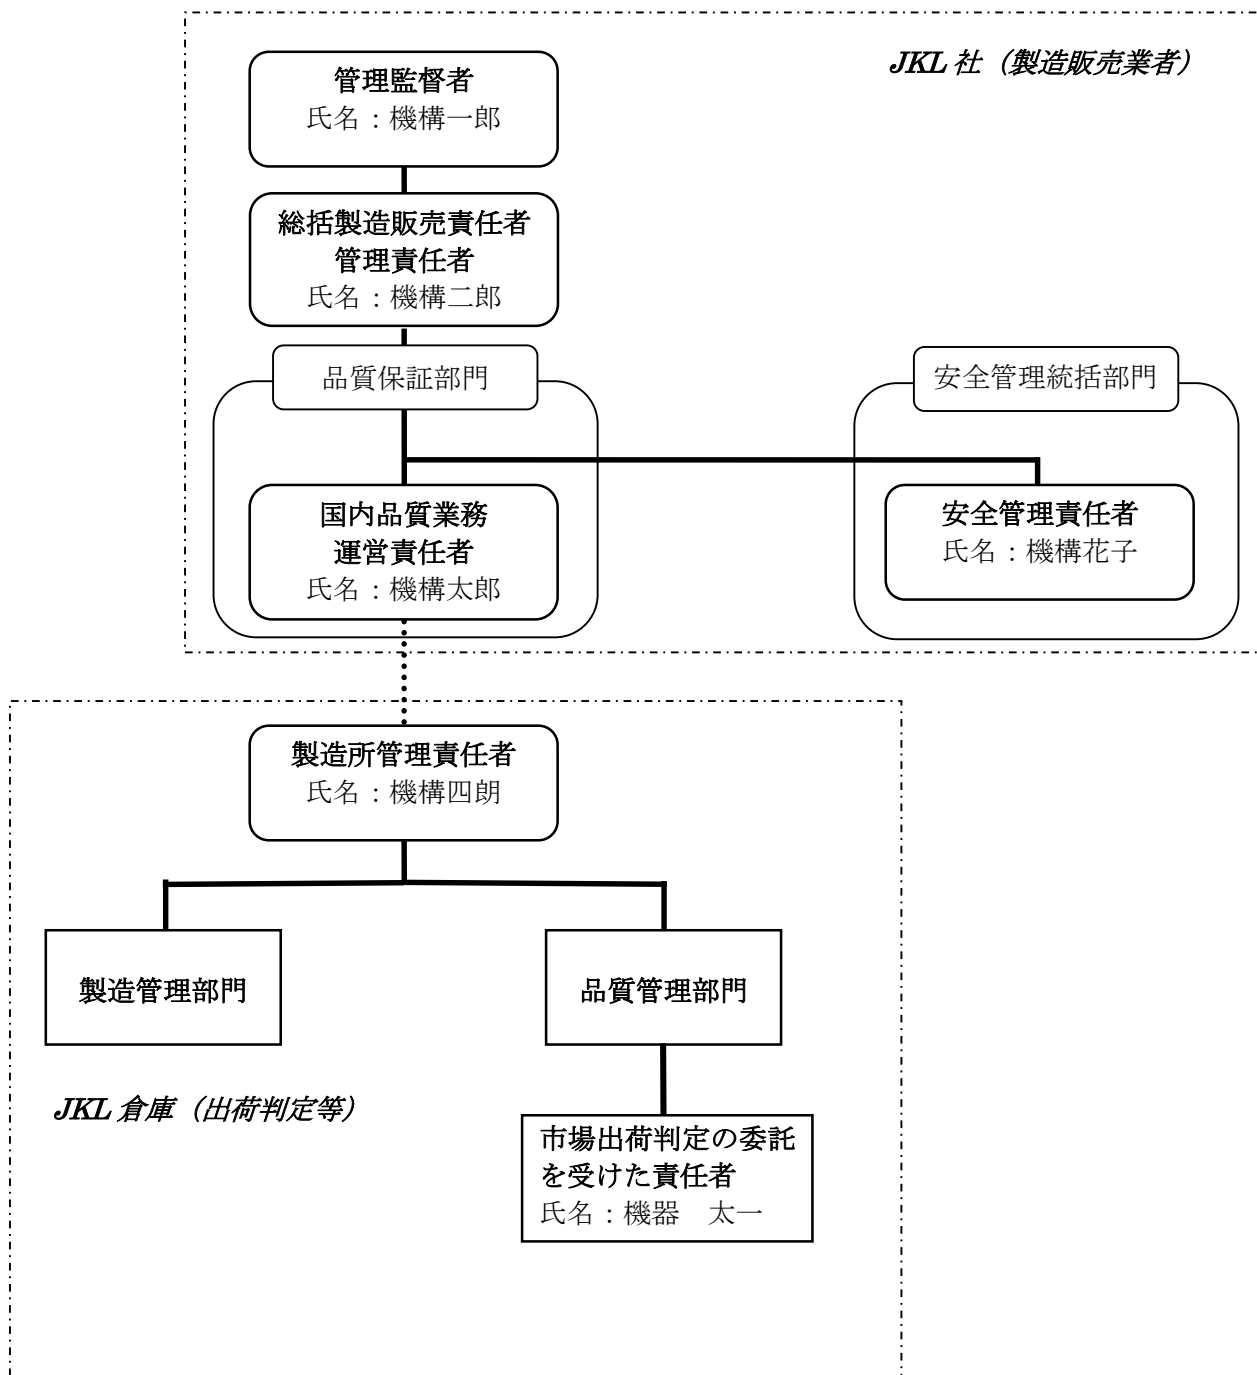 JKL 社（製造販売業者）
管理監督者
氏名：機構一郎
総括製造販売責任者
管理責任者
氏名：機構二郎
品質保証部門
安全管理統括部門
国内品質業務
運営責任者
氏名：機構太郎
安全管理責任者
氏名：機構花子
製造所管理責任者
氏名：機構四朗
製造管理部門
品質管理部門
JKL 倉庫（出荷判定等）
市場出荷判定の委託
を受けた責任者
氏名：機器　太一